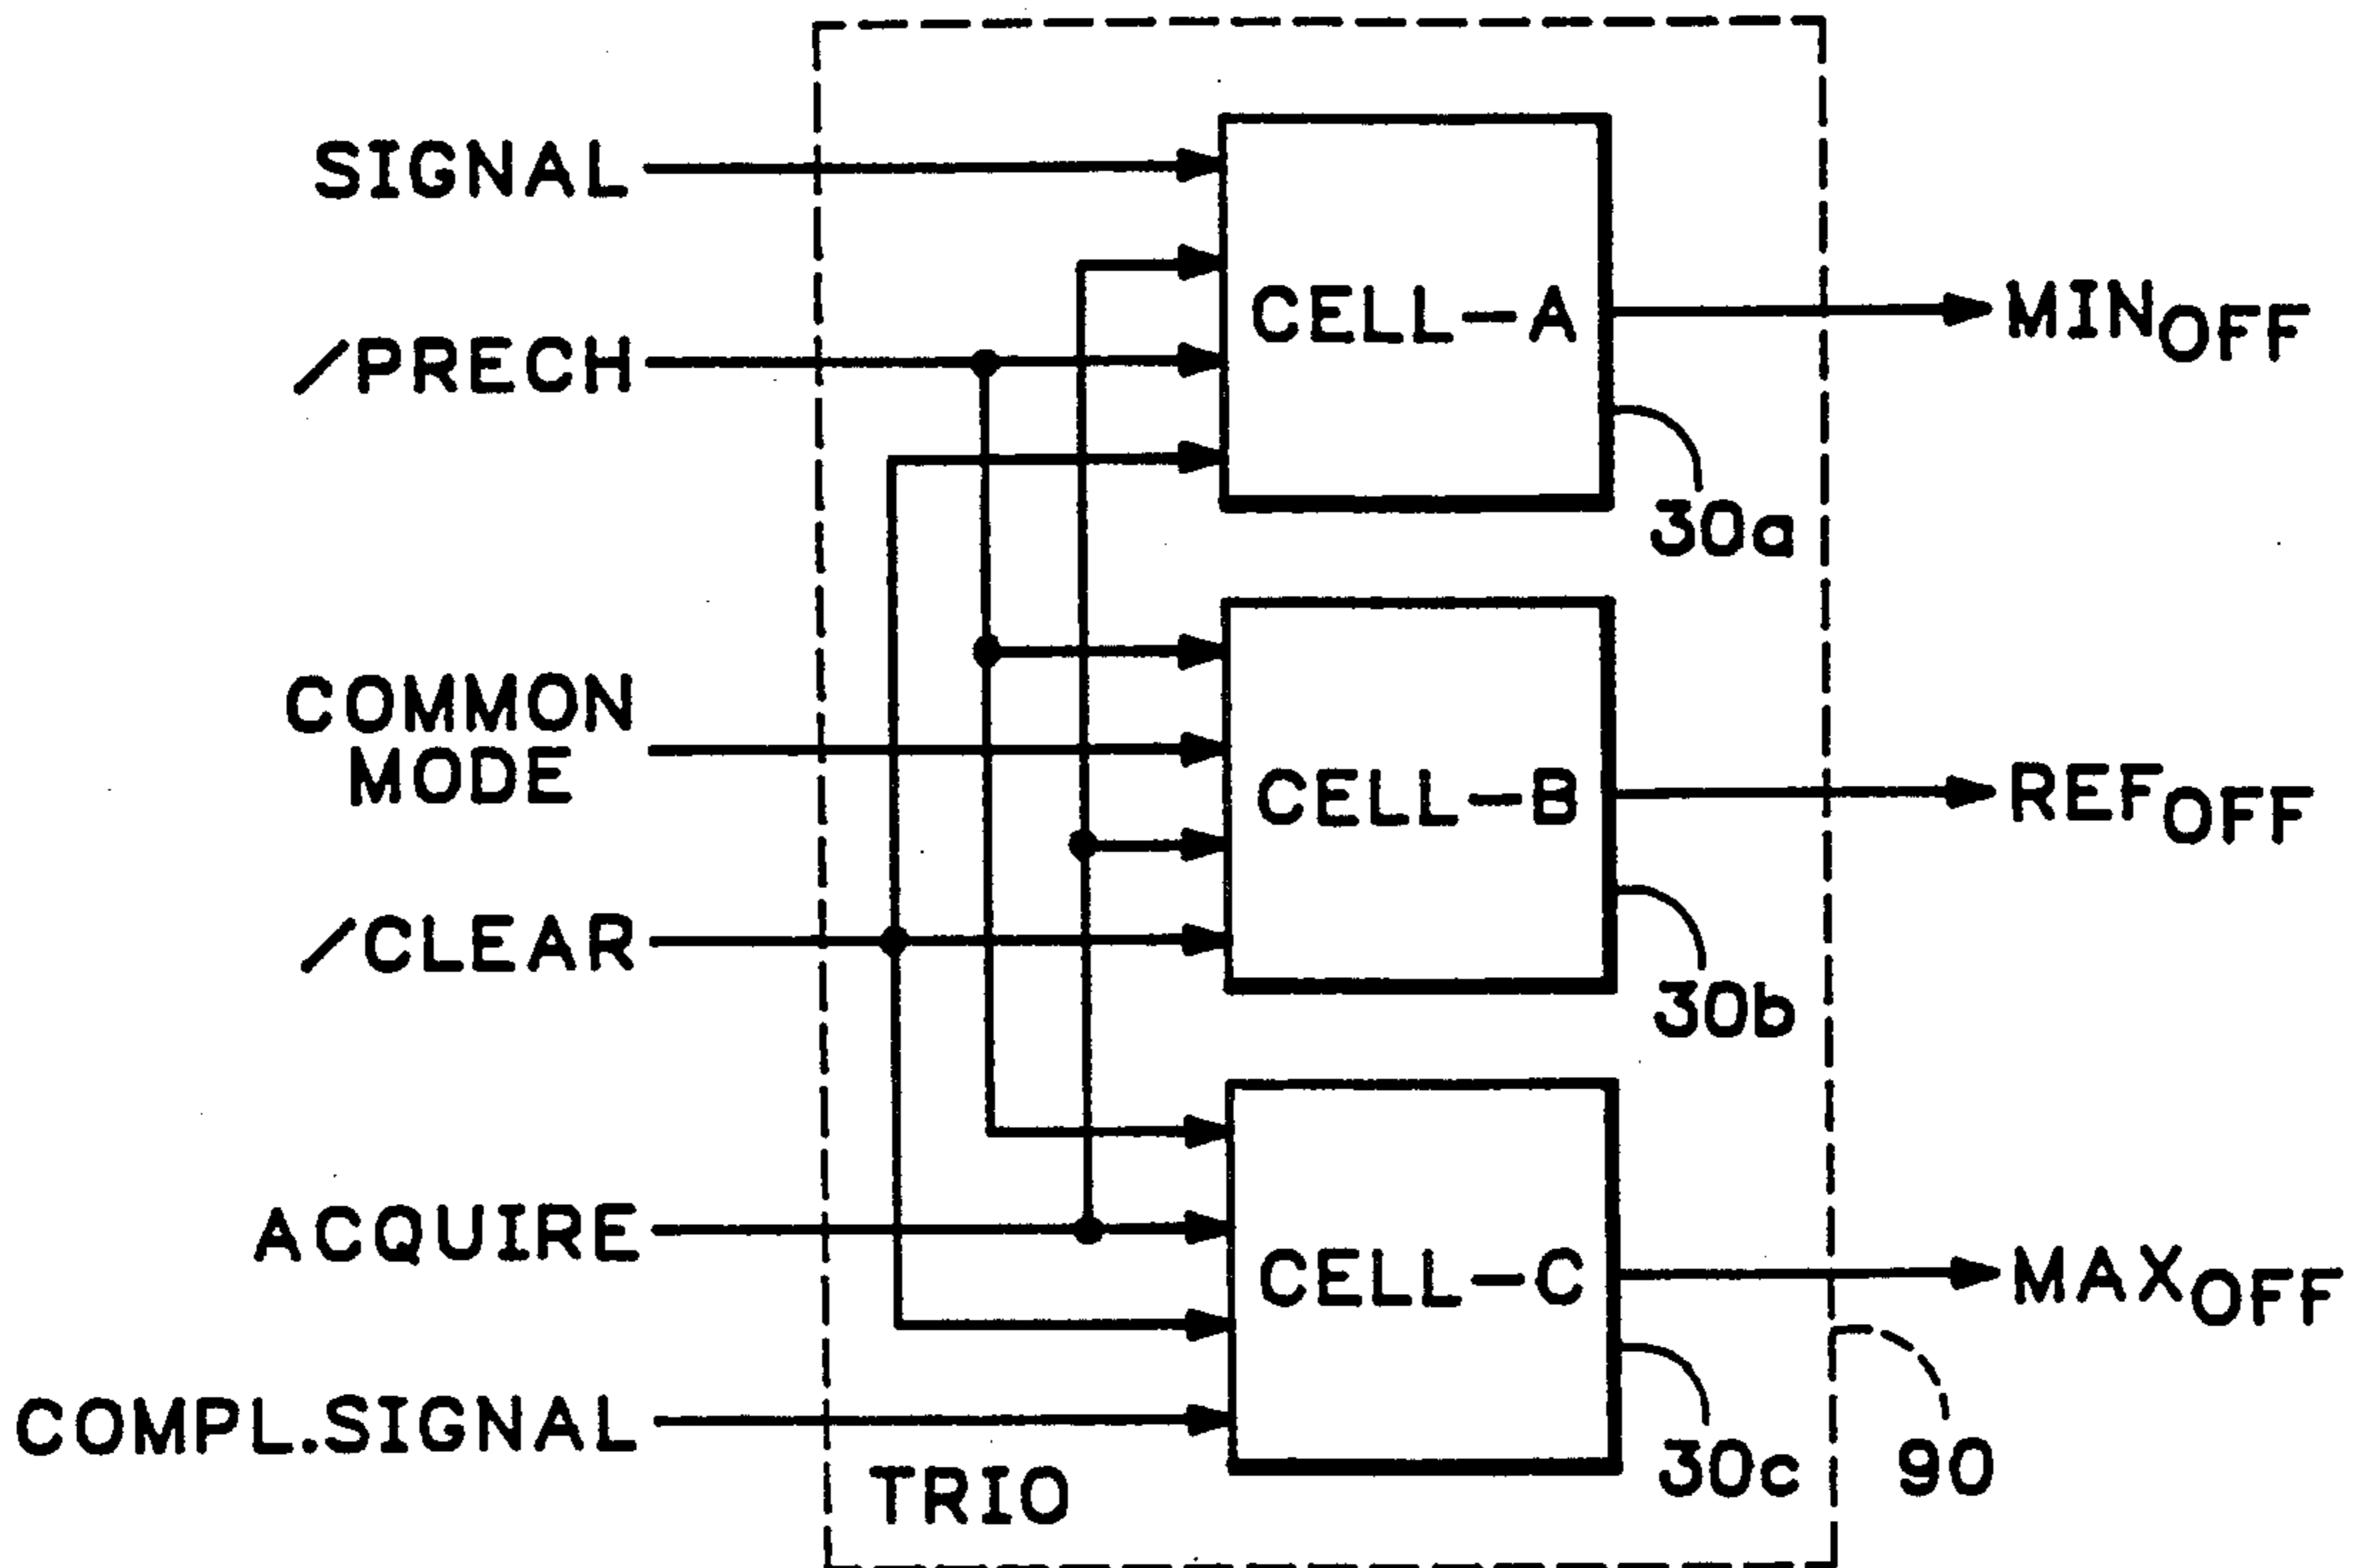 SIGNAL
/PRECH
COMMON
MODE
/CLEAR
ACQUIRE
COMPL.SIGNAL
CELL-A
30a
CELL-B
30b
CELL-C
30c
TRIO
90
MINOFF
REFOFF
MAXOFF